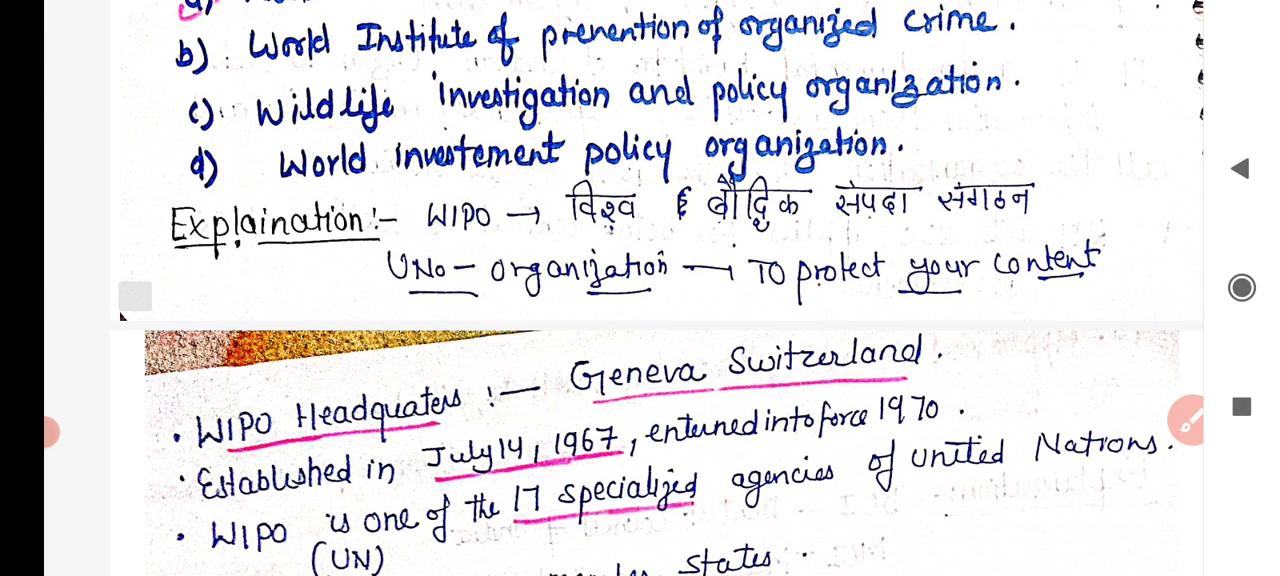 a)
b) World Institute of prevention of organized crime.
c) Wildlife investigation and policy organization.
d) World investement policy organization.
Explaination:- WIPO → विश्व बौद्धिक संपदा संगठन
UNO - organization → To protect your content
• WIPO Headquaters :- Geneva Switzerland.
• Established in July 14, 1967, enterned into force 1970.
• WIPO is one of the 17 specialized agencies of united Nations.
(UN)
states.